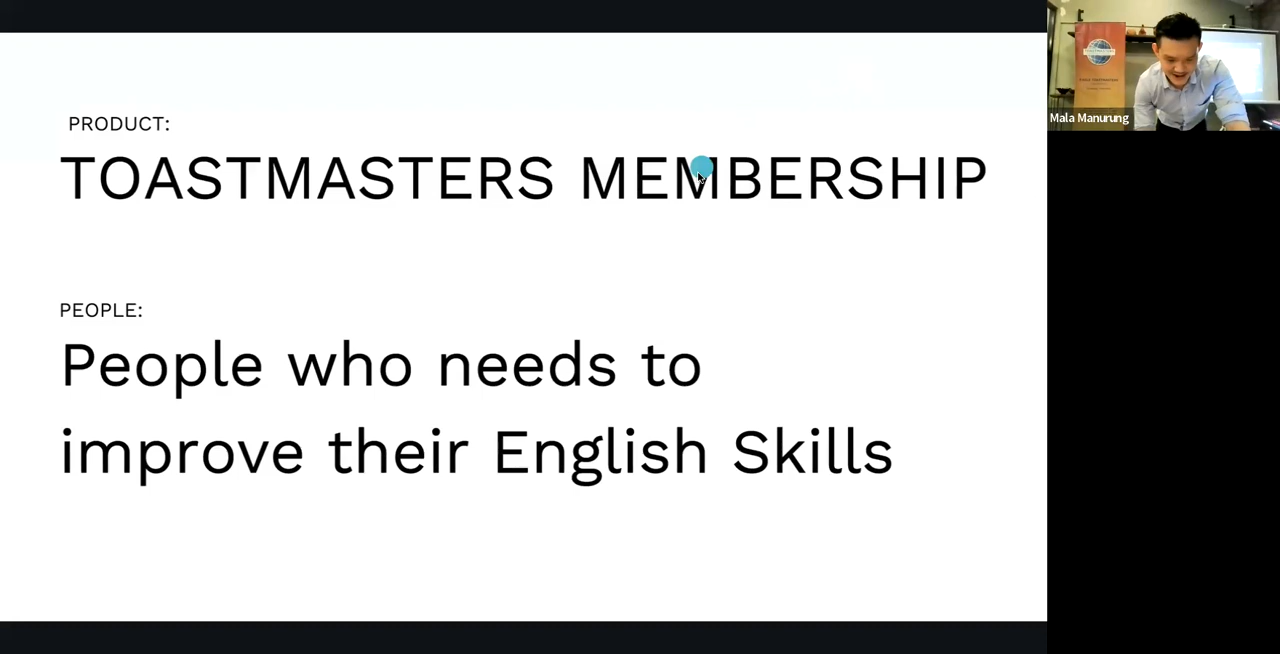 PRODUCT:
TOASTMASTERS MEMBERSHIP
PEOPLE:
People who needs to
improve their English Skills
Mala Manurung